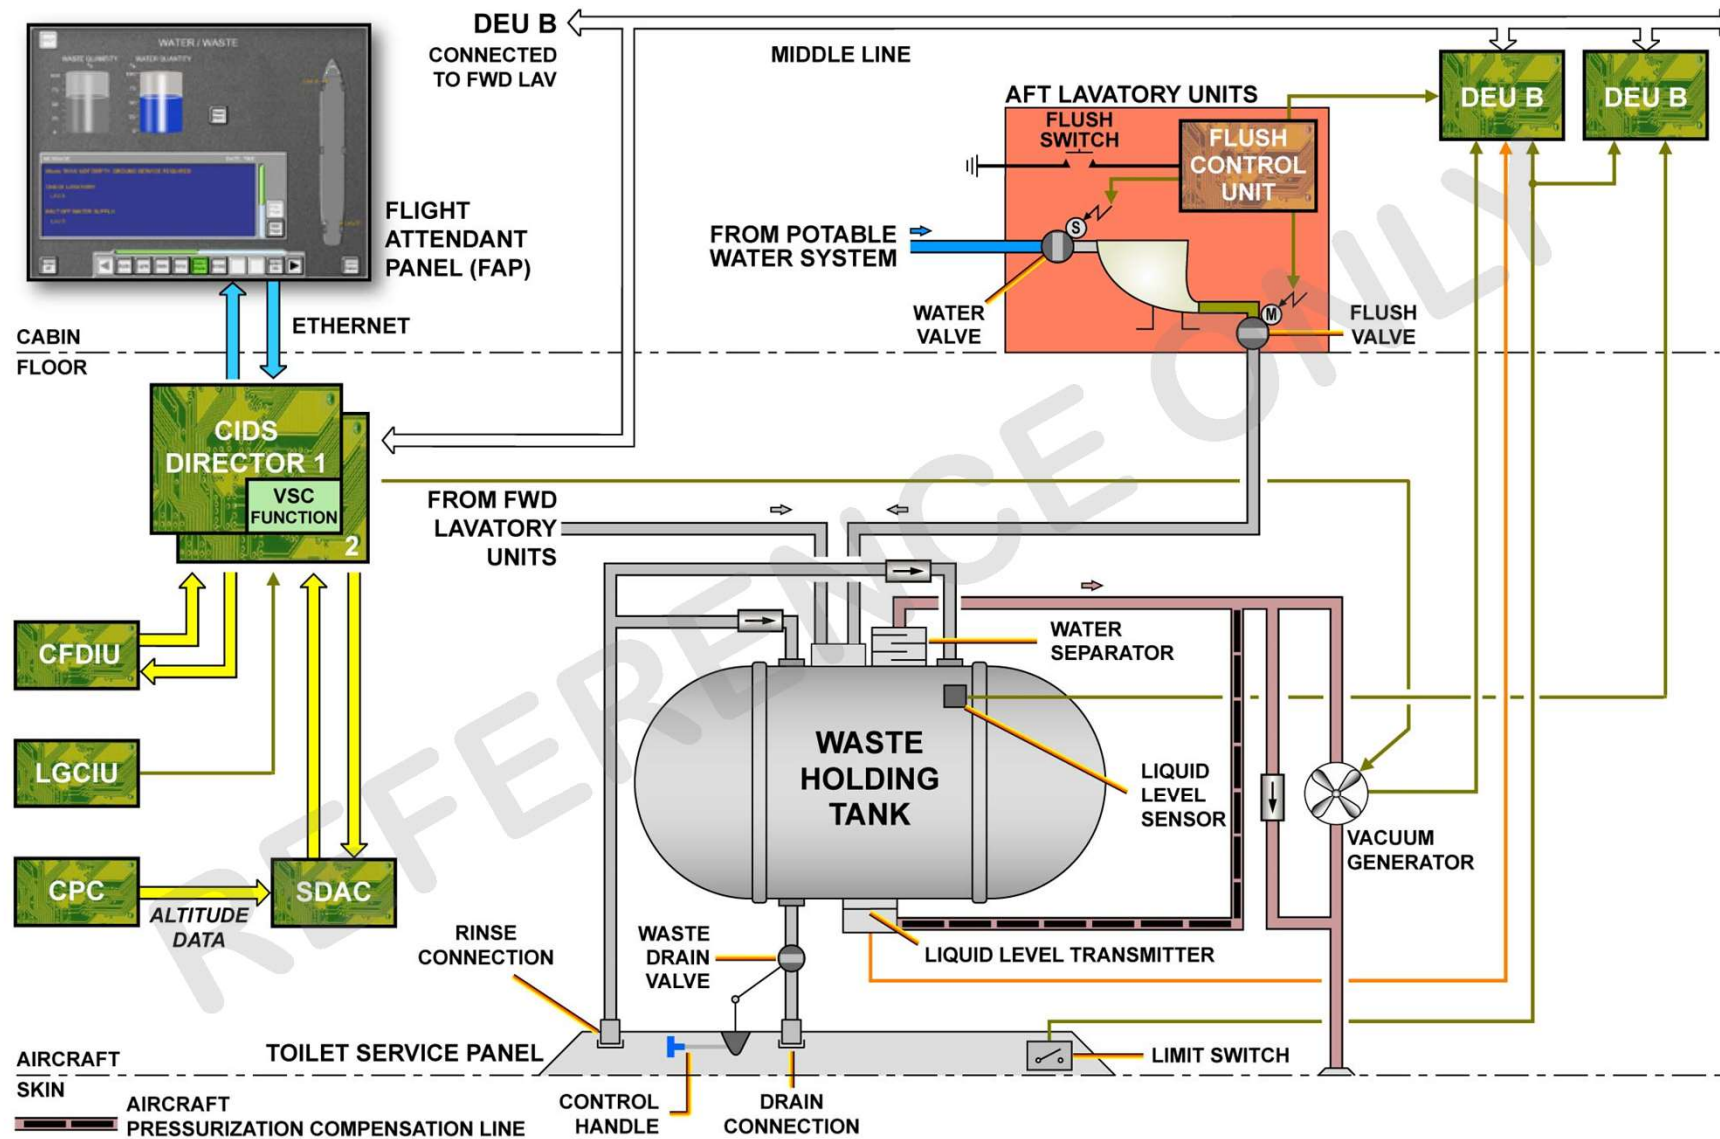 WATER / WASTE
WASTE QUANTITY
WATER QUANTITY
DEU B
CONNECTED
TO FWD LAV
MIDDLE LINE
DEU B
DEU B
AFT LAVATORY UNITS
FLUSH
SWITCH
FLUSH
CONTROL
UNIT
S
FROM POTABLE
WATER SYSTEM
WATER
VALVE
M
FLUSH
VALVE
FLIGHT
ATTENDANT
PANEL (FAP)
ETHERNET
CABIN
FLOOR
CIDS
DIRECTOR 1
VSC
FUNCTION
2
FROM FWD
LAVATORY
UNITS
CFDIU
LGCIU
CPC
ALTITUDE
DATA
SDAC
WATER
SEPARATOR
WASTE
HOLDING
TANK
LIQUID
LEVEL
SENSOR
VACUUM
GENERATOR
RINSE
CONNECTION
WASTE
DRAIN
VALVE
LIQUID LEVEL TRANSMITTER
TOILET SERVICE PANEL
LIMIT SWITCH
AIRCRAFT
SKIN
CONTROL
HANDLE
DRAIN
CONNECTION
AIRCRAFT
PRESSURIZATION COMPENSATION LINE
REFERENCE ONLY